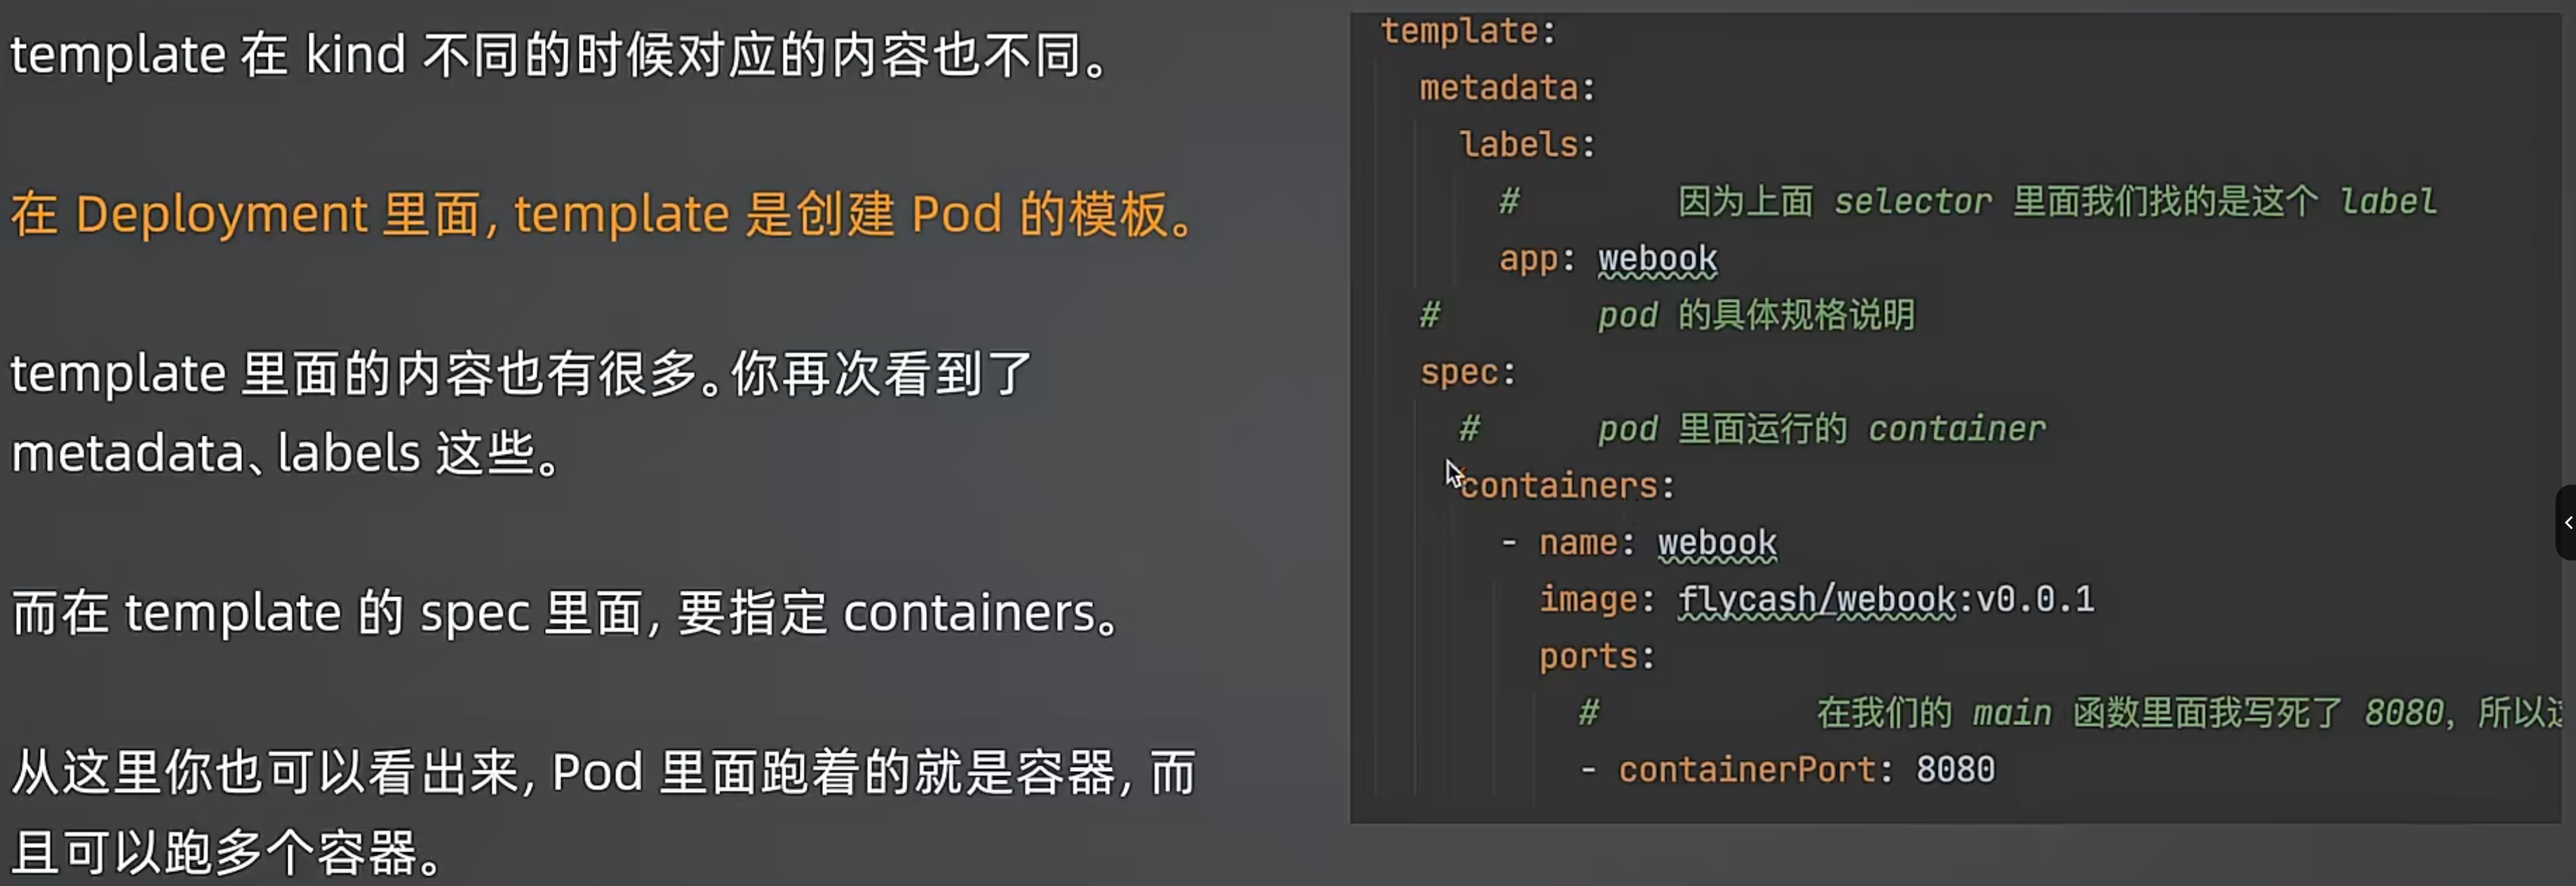 template 在 kind 不同的时候对应的内容也不同。
在 Deployment 里面, template 是创建 Pod 的模板。
template 里面的内容也有很多。你再次看到了
metadata、labels 这些。
而在 template 的 spec 里面, 要指定 containers。
从这里你也可以看出来, Pod 里面跑着的就是容器, 而
且可以跑多个容器。
template:
metadata:
labels:
# 因为上面 selector 里面我们找的是这个 label
app: webook
# pod 的具体规格说明
spec:
# pod 里面运行的 container
containers:
- name: webook
image: flycash/webook:v0.0.1
ports:
# 在我们的 main 函数里面我写死了 8080, 所以
- containerPort: 8080